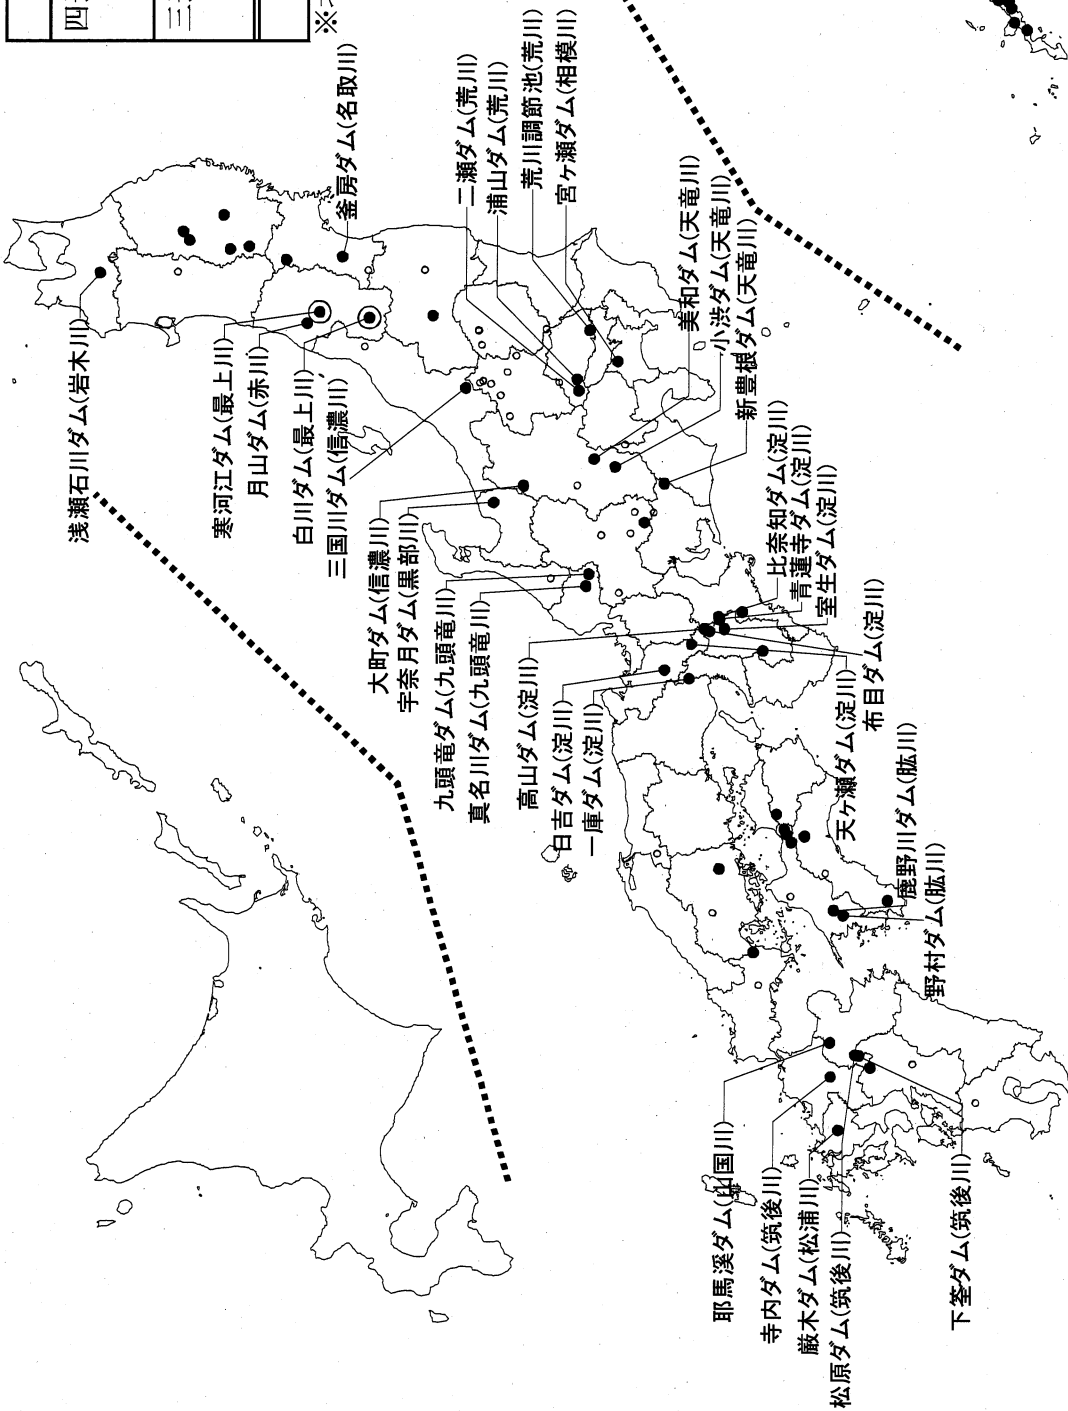 四
三
※
浅瀬石川ダム(岩木川)
寒河江ダム(最上川)
月山ダム(赤川)
白川ダム(最上川)
三国川ダム(信濃川)
釜房ダム(名取川)
二瀬ダム(荒川)
浦山ダム(荒川)
荒川調節池(荒川)
宮ヶ瀬ダム(相模川)
美和ダム(天竜川)
小渋ダム(天竜川)
新豊根ダム(天竜川)
大町ダム(信濃川)
宇奈月ダム(黒部川)
九頭竜ダム(九頭竜川)
真名川ダム(九頭竜川)
高山ダム(淀川)
日吉ダム(淀川)
一庫ダム(淀川)
比奈知ダム(淀川)
青蓮寺ダム(淀川)
室生ダム(淀川)
布目ダム(淀川)
天ヶ瀬ダム(淀川)
鹿野川ダム(肱川)
野村ダム(肱川)
耶馬溪ダム(山国川)
寺内ダム(筑後川)
厳木ダム(松浦川)
松原ダム(筑後川)
下筌ダム(筑後川)